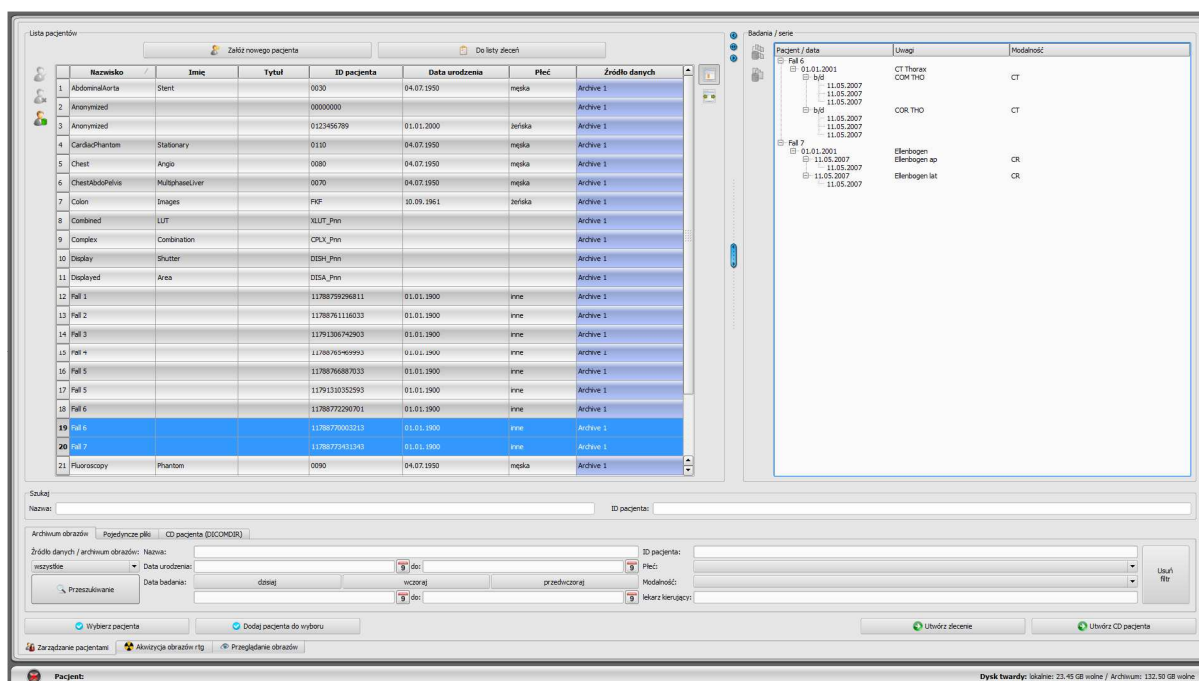 Lista pacjentów
Załóż nowego pacjenta Do listy zleceń
Nazwisko Imię Tytuł ID pacjenta Data urodzenia Płeć Źródło danych
1 AbdominalAorta Stent 0030 04.07.1950 męska Archive 1
2 Anonymized 00000000 Archive 1
3 Anonymized 0123456789 01.01.2000 żeńska Archive 1
4 CardiacPhantom Stationary 0110 04.07.1950 męska Archive 1
5 Chest Angio 0080 04.07.1950 męska Archive 1
6 ChestAbdoPelvis MultiphaseLiver 0070 04.07.1950 męska Archive 1
7 Colon Images FKF 10.09.1961 żeńska Archive 1
8 Combined LUT XLUT_Pnn Archive 1
9 Complex Combination CPLX_Pnn Archive 1
10 Display Shutter DISH_Pnn Archive 1
11 Displayed Area DISA_Pnn Archive 1
12 Fall 1 11788759296811 01.01.1900 inne Archive 1
13 Fall 2 11788761116033 01.01.1900 inne Archive 1
14 Fall 3 11791306742903 01.01.1900 inne Archive 1
15 Fall 4 11788765469993 01.01.1900 inne Archive 1
16 Fall 5 11788766887033 01.01.1900 inne Archive 1
17 Fall 5 11791310352593 01.01.1900 inne Archive 1
18 Fall 6 11788772290701 01.01.1900 inne Archive 1
19 Fall 6 11788770003213 01.01.1900 inne Archive 1
20 Fall 7 11788773431343 01.01.1900 inne Archive 1
21 Fluoroscopy Phantom 0090 04.07.1950 męska Archive 1
Badania / serie
Pacjent / data Uwagi Modalność
Fall 6
01.01.2001 CT Thorax
b/d COM THO CT
11.05.2007
11.05.2007
11.05.2007
b/d COR THO CT
11.05.2007
11.05.2007
11.05.2007
Fall 7
01.01.2001 Ellenbogen
11.05.2007 Ellenbogen ap CR
11.05.2007
11.05.2007 Ellenbogen lat CR
11.05.2007
Szukaj
Nazwa: ID pacjenta:
Archiwum obrazów Pojedyncze pliki CD pacjenta (DICOMDIR)
Źródło danych / archiwum obrazów: Nazwa: ID pacjenta:
wszystkie Data urodzenia: 9 do: 9 Płeć:
Przeszukiwanie Data badania: dzisiaj wczoraj przedwczoraj Modalność:
9 do: 9 lekarz kierujący:
Usuń
filtr
Wybierz pacjenta Dodaj pacjenta do wyboru Utwórz zlecenie Utwórz CD pacjenta
Zarządzanie pacjentami Akwizycja obrazów rtg Przeglądanie obrazów
Pacjent: Dysk twardy: lokalnie: 23.45 GB wolne / Archiwum: 132.50 GB wolne